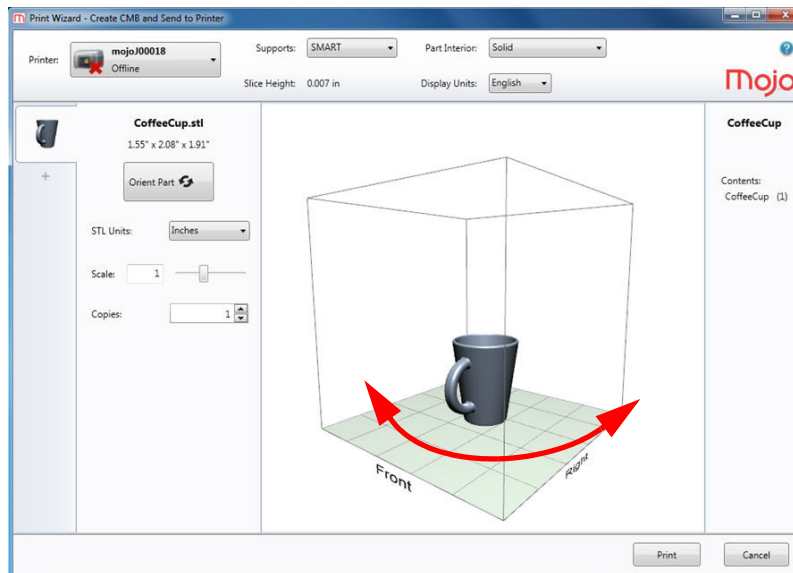 Print Wizard - Create CMB and Send to Printer
Printer: mojoJ00018
Offline
Supports: SMART
Part Interior: Solid
Slice Height: 0.007 in
Display Units: English
?
mojo
CoffeeCup.stl
1.55" x 2.08" x 1.91"
Orient Part
STL Units: Inches
Scale: 1
Copies: 1
+
Front
Right
CoffeeCup
Contents:
CoffeeCup (1)
Print
Cancel